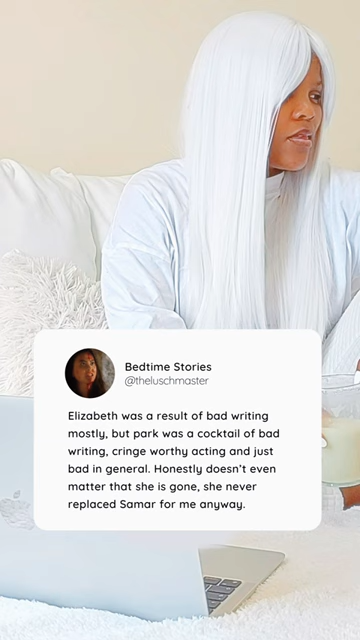 Bedtime Stories
@theluschmaster
Elizabeth was a result of bad writing
mostly, but park was a cocktail of bad
writing, cringe worthy acting and just
bad in general. Honestly doesn't even
matter that she is gone, she never
replaced Samar for me anyway.